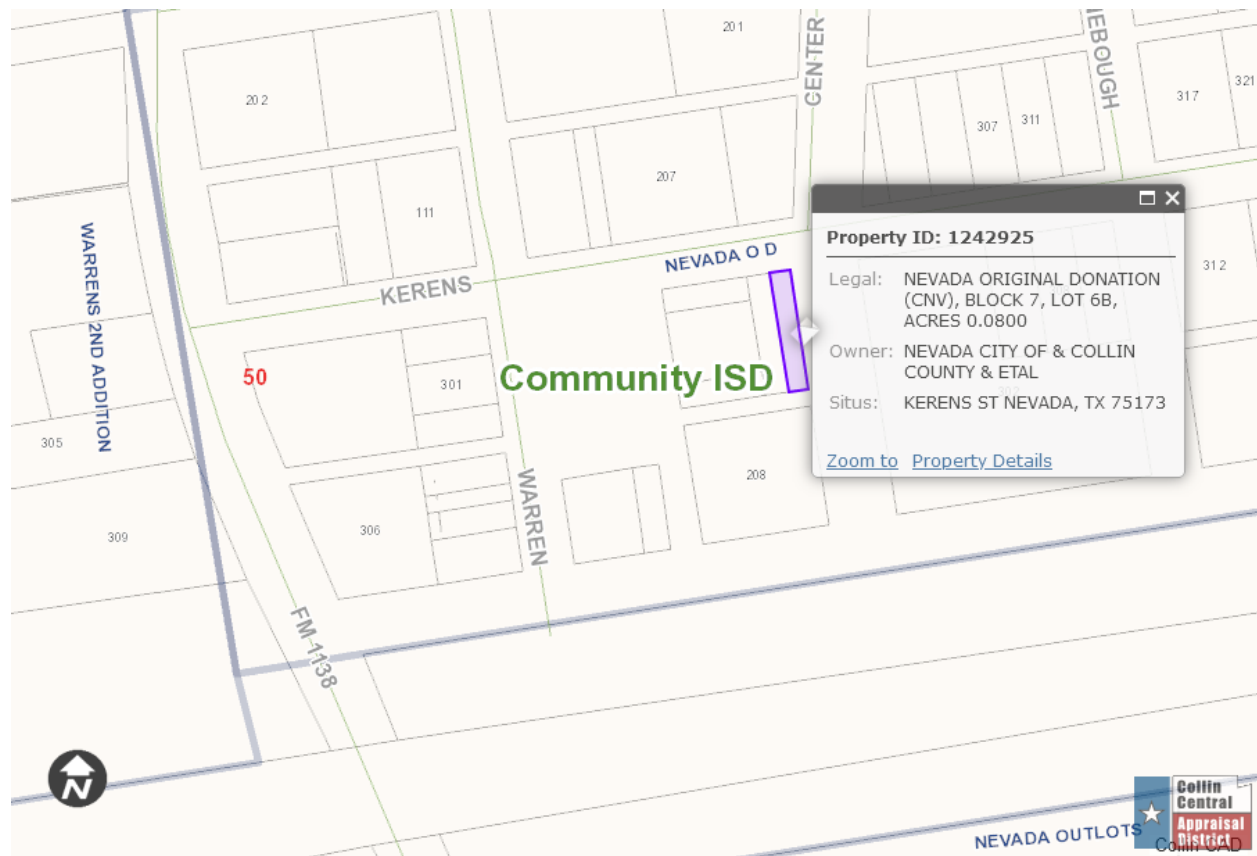 201
CENTER
321
317
202
307
311
207
111
NEVADA O D
KERENS
WARRENS 2ND ADDITION
312
Property ID: 1242925
Legal: NEVADA ORIGINAL DONATION
(CNV), BLOCK 7, LOT 6B,
ACRES 0.0800
Owner: NEVADA CITY OF & COLLIN
COUNTY & ETAL
Situs: KERENS ST NEVADA, TX 75173
Zoom to Property Details
50
301
Community ISD
305
208
WARREN
306
309
FM 1138
N
Collin
Central
Appraisal
District
NEVADA OUTLOTS
Collin CAD